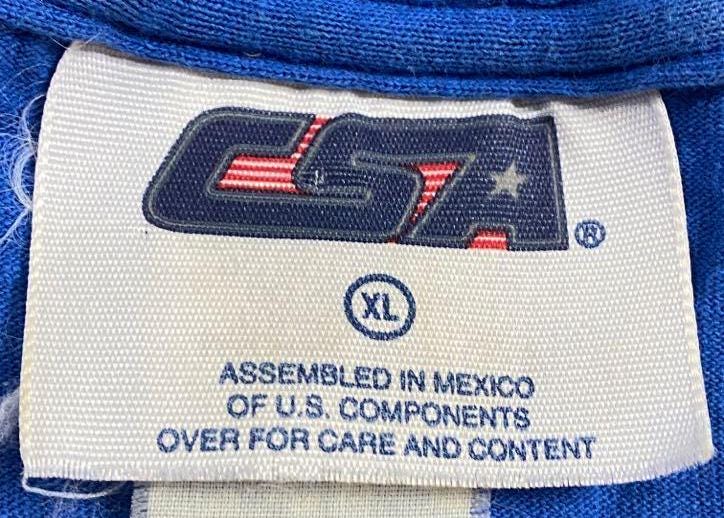 CSA®
XL
ASSEMBLED IN MEXICO
OF U.S. COMPONENTS
OVER FOR CARE AND CONTENT